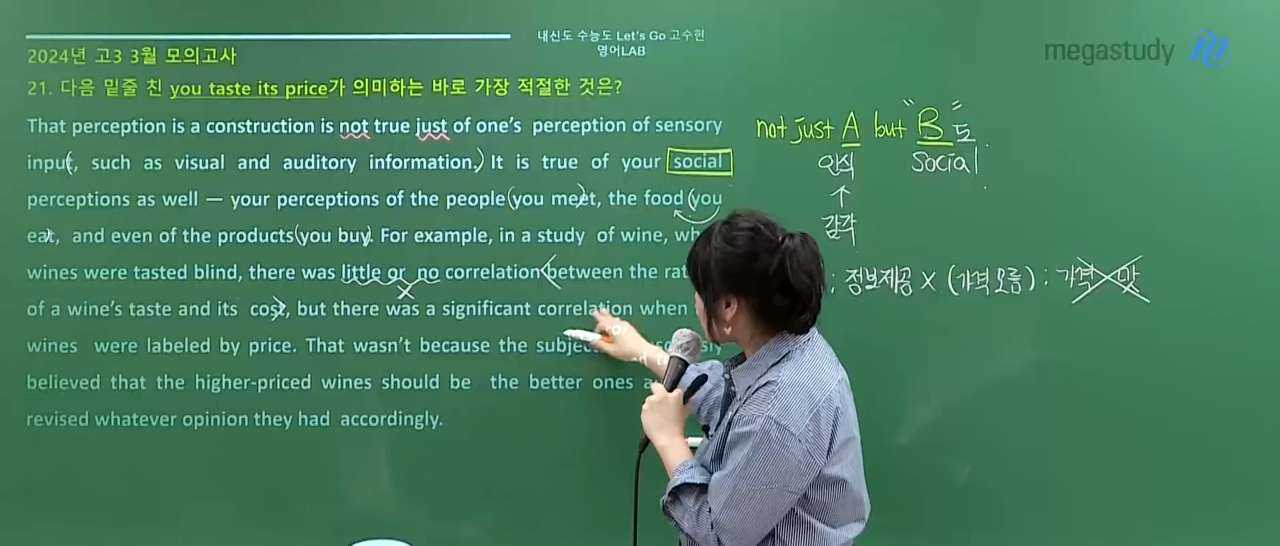 내신도 수능도 Let's Go 고수현
영어LAB
megastudy
2024년 고3 3월 모의고사
21. 다음 밑줄 친 you taste its price가 의미하는 바로 가장 적절한 것은?
That perception is a construction is not true just of one's perception of sensory
input, such as visual and auditory information. It is true of your social
perceptions as well — your perceptions of the people you meet, the food you
eat, and even of the products you buy. For example, in a study of wine,
wines were tasted blind, there was little or no correlation between the
of a wine's taste and its cost, but there was a significant correlation when
wines were labeled by price. That wasn't because the
believed that the higher-priced wines should be the better ones
revised whatever opinion they had accordingly.
not just A but "B"도
인식 social
↑
감각
: 정보제공 X (가격 모름) : 가격 맛